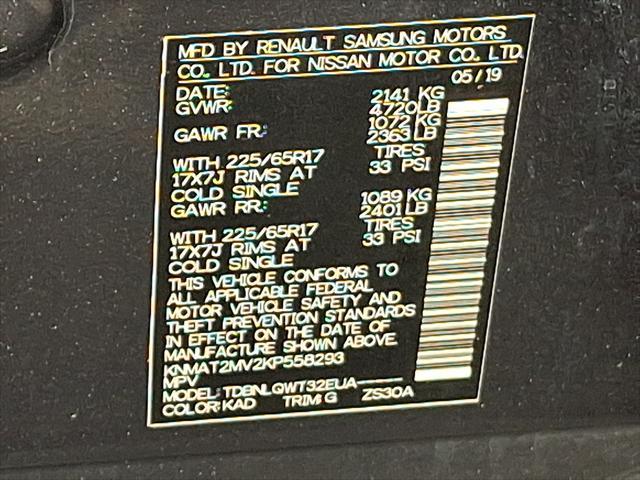 MFD BY RENAULT SAMSUNG MOTORS
CO., LTD. FOR NISSAN MOTOR CO., LTD.
DATE: 05/19
GVWR: 2141 KG
4720LB
GAWR FR: 1072 KG
2363 LB
WITH 225/65R17 TIRES
17X7J RIMS AT 33 PSI
COLD SINGLE
GAWR RR: 1089 KG
2401 LB
WITH 225/65R17 TIRES
17X7J RIMS AT 33 PSI
COLD SINGLE
THIS VEHICLE CONFORMS TO
ALL APPLICABLE FEDERAL
MOTOR VEHICLE SAFETY AND
THEFT PREVENTION STANDARDS
IN EFFECT ON THE DATE OF
MANUFACTURE SHOWN ABOVE.
KNMAT2MV2KP558293
MPV
MODEL: TDBNLQWT32EUA-----
COLOR: KAD TRIM: G ZS30A